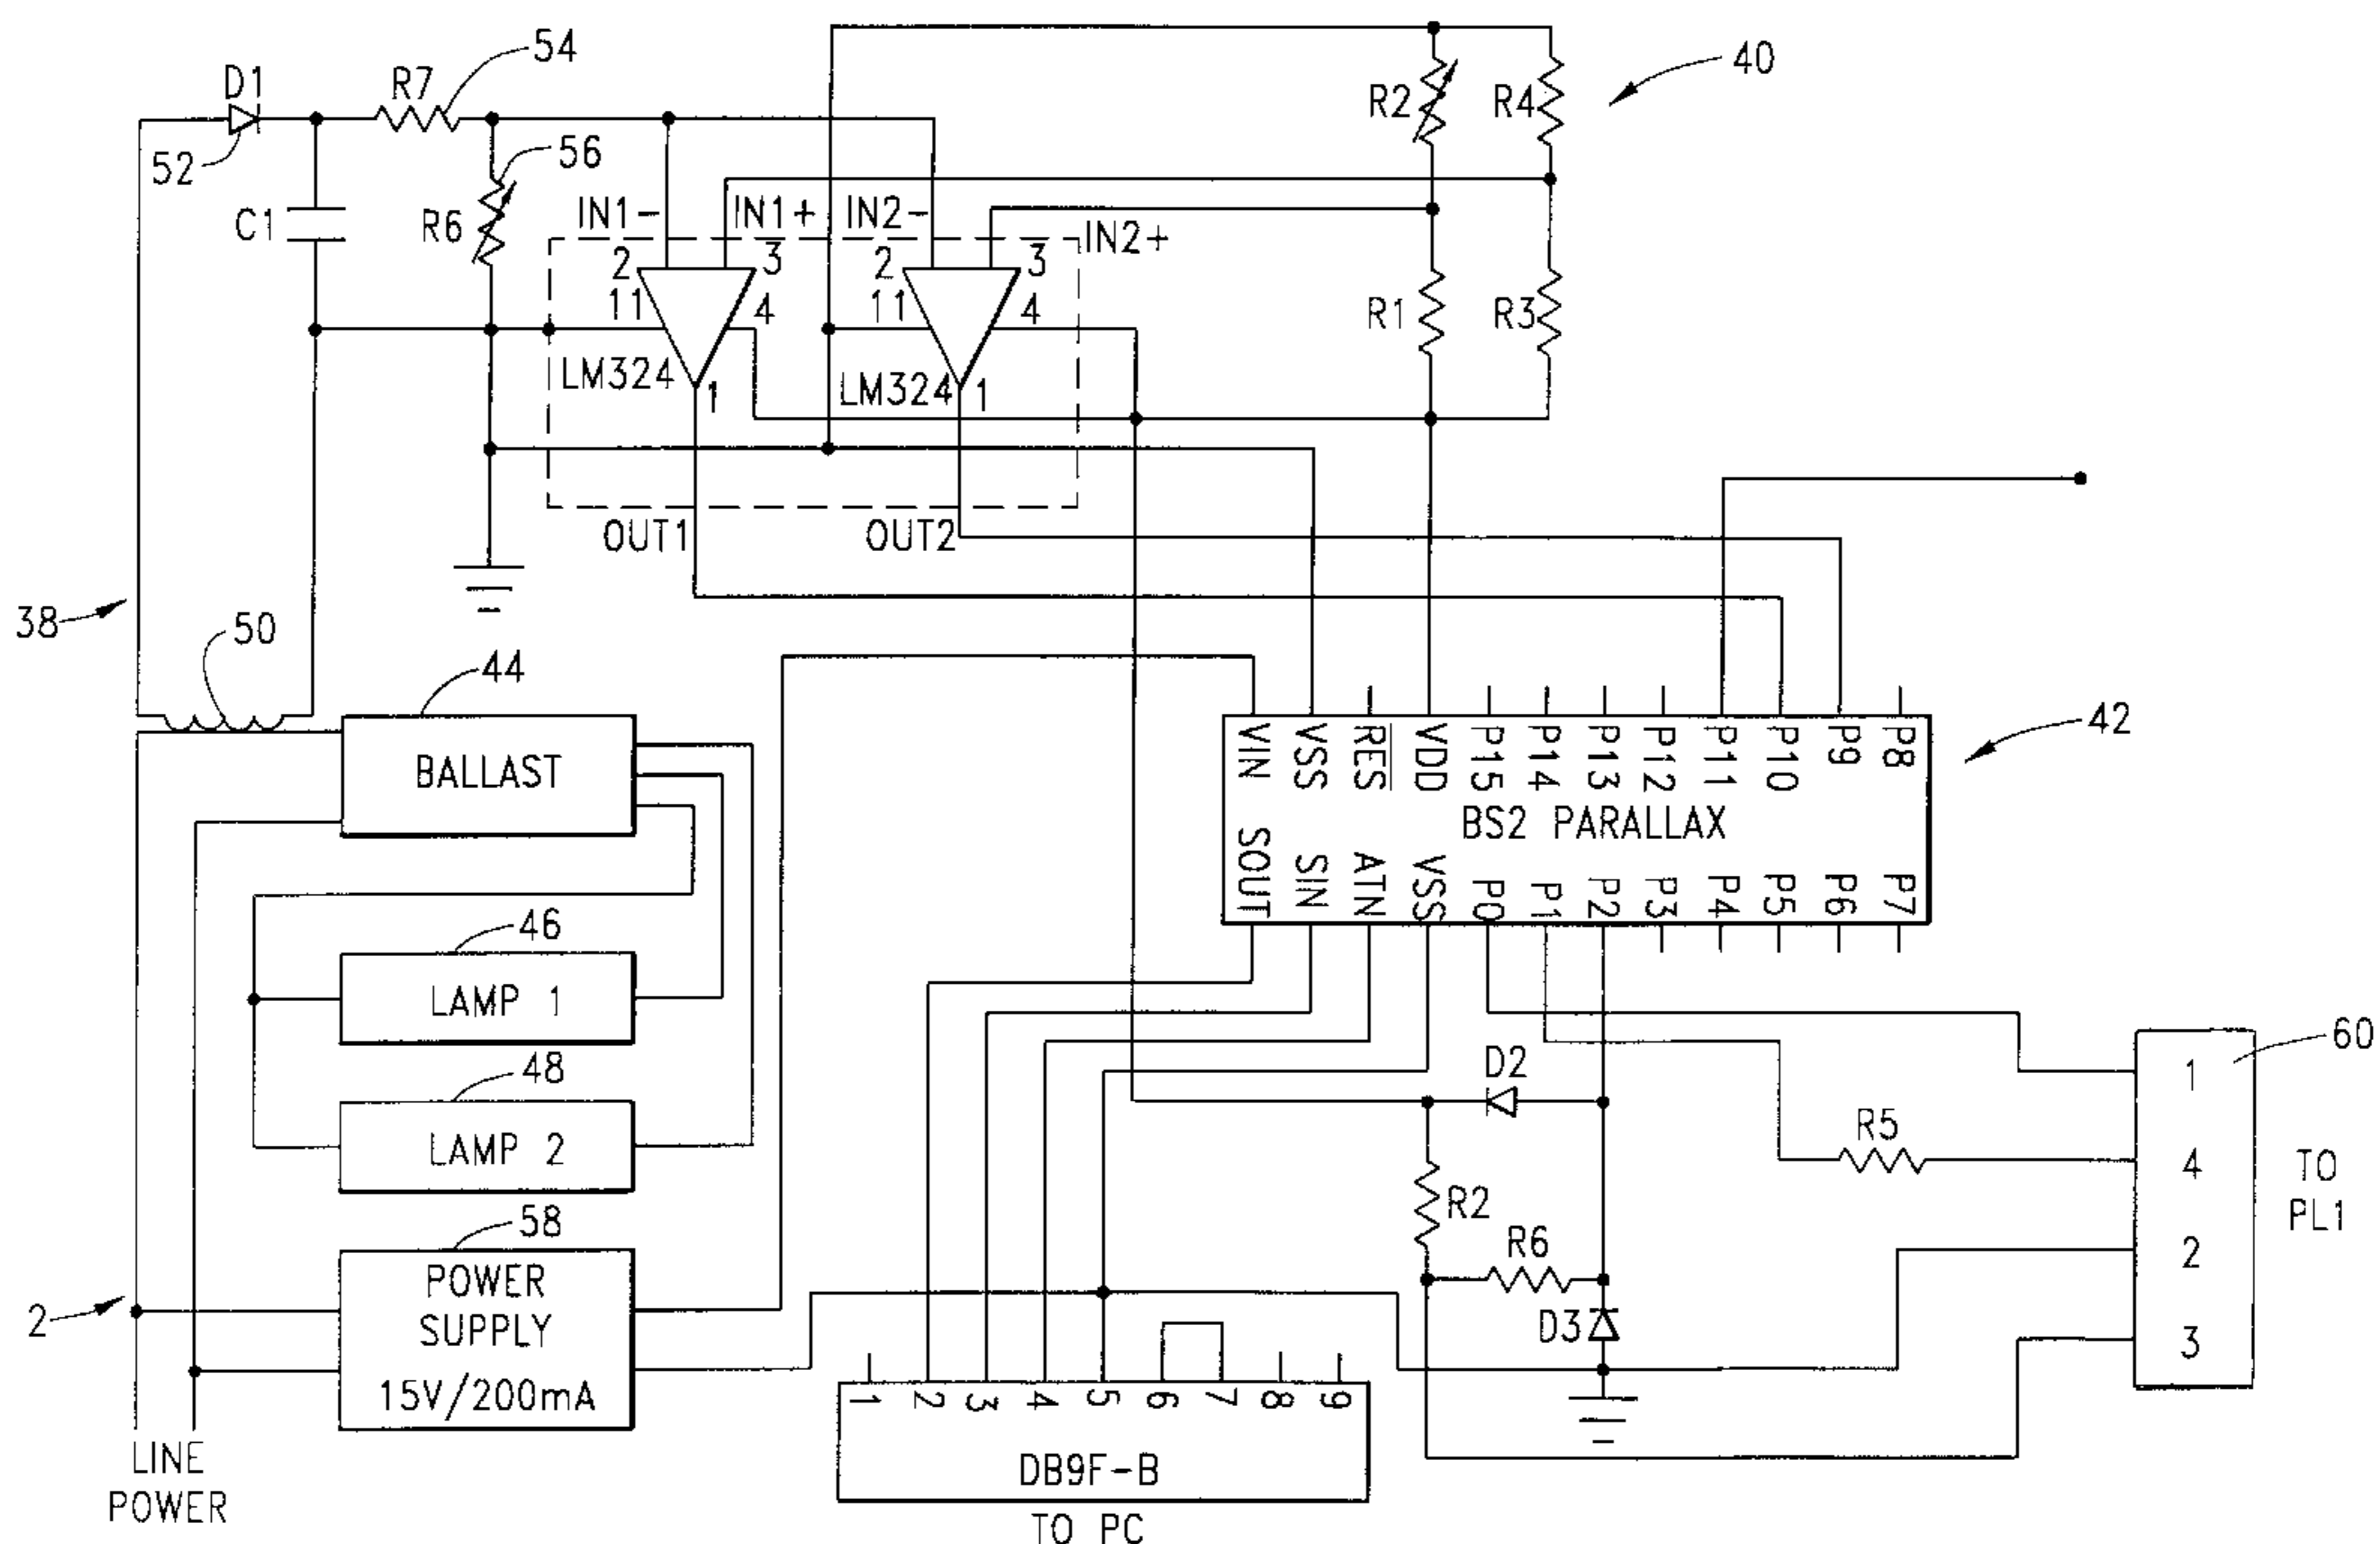 D1
R7
54
52
C1
56
R6
R2
R4
40
IN1-
IN1+
IN2-
IN2+
2
3
2
3
11
4
11
4
R1
R3
LM324
1
LM324
1
OUT1
OUT2
38
50
44
BALLAST
42
VIN
VSS
RES
VDD
P15
P14
P13
P12
P11
P10
P9
P8
BS2 PARALLAX
SOUT
SIN
ATN
VSS
P0
P1
P2
P3
P4
P5
P6
P7
46
LAMP 1
48
LAMP 2
58
POWER
SUPPLY
15V/200mA
2
LINE
POWER
D2
R2
R6
D3
R5
60
1
4
2
3
TO
PL1
1
2
3
4
5
6
7
8
9
DB9F-B
TO PC